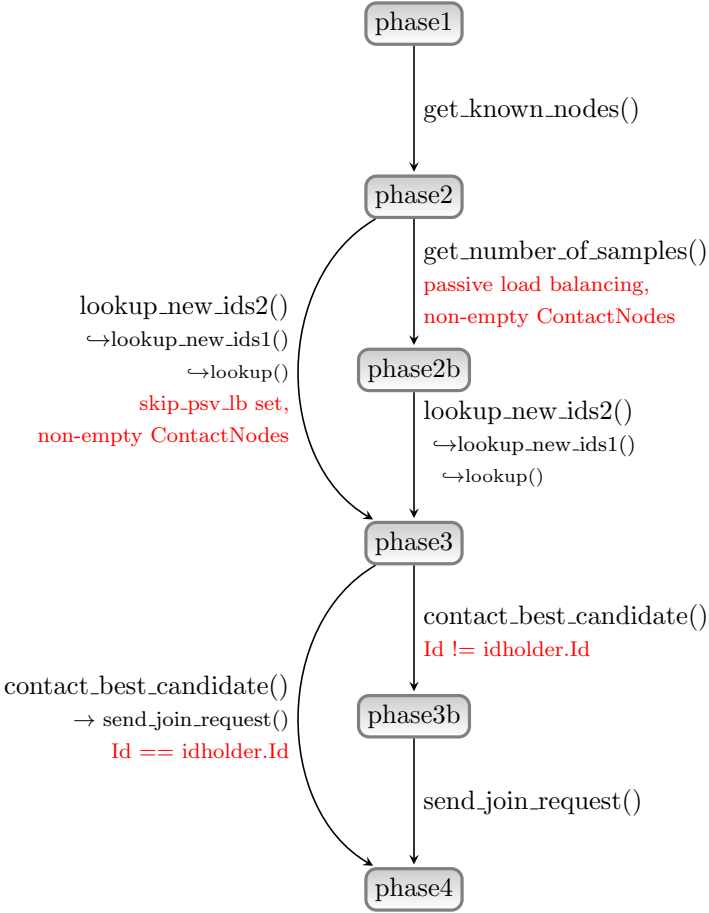 phase1
get_known_nodes()
phase2
get_number_of_samples()
passive load balancing,
non-empty ContactNodes
lookup_new_ids2()
↪lookup_new_ids1()
↪lookup()
skip_psv_lb set,
non-empty ContactNodes
phase2b
lookup_new_ids2()
↪lookup_new_ids1()
↪lookup()
phase3
contact_best_candidate()
Id != idholder.Id
contact_best_candidate()
→ send_join_request()
Id == idholder.Id
phase3b
send_join_request()
phase4